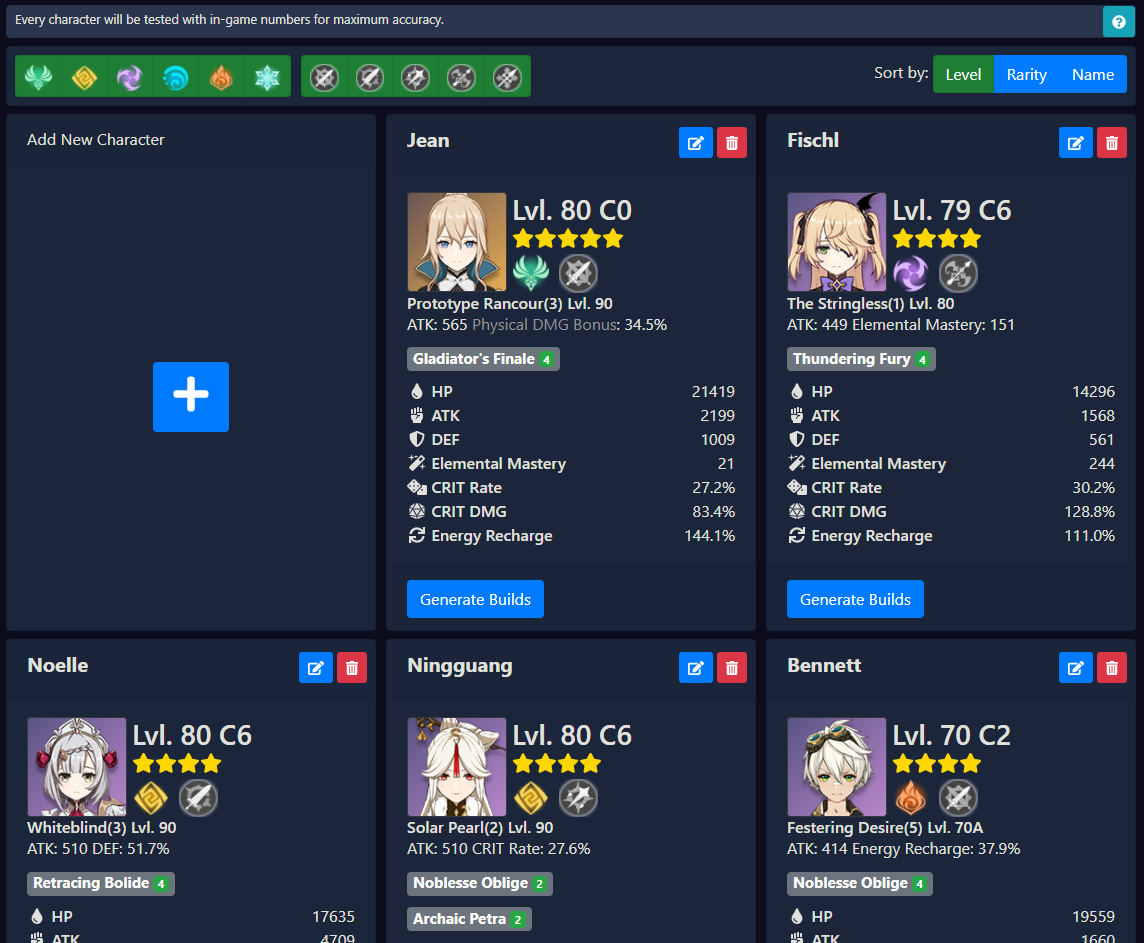 Every character will be tested with in-game numbers for maximum accuracy.
Sort by: Level Rarity Name
Add New Character
Jean
Lvl. 80 C0
Prototype Rancour(3) Lvl. 90
ATK: 565 Physical DMG Bonus: 34.5%
Gladiator's Finale 4
HP 21419
ATK 2199
DEF 1009
Elemental Mastery 21
CRIT Rate 27.2%
CRIT DMG 83.4%
Energy Recharge 144.1%
Generate Builds
Fischl
Lvl. 79 C6
The Stringless(1) Lvl. 80
ATK: 449 Elemental Mastery: 151
Thundering Fury 4
HP 14296
ATK 1568
DEF 561
Elemental Mastery 244
CRIT Rate 30.2%
CRIT DMG 128.8%
Energy Recharge 111.0%
Generate Builds
Noelle
Lvl. 80 C6
Whiteblind(3) Lvl. 90
ATK: 510 DEF: 51.7%
Retracing Bolide 4
HP 17635
ATK 4709
Ningguang
Lvl. 80 C6
Solar Pearl(2) Lvl. 90
ATK: 510 CRIT Rate: 27.6%
Noblesse Oblige 2
Archaic Petra 2
Bennett
Lvl. 70 C2
Festering Desire(5) Lvl. 70A
ATK: 414 Energy Recharge: 37.9%
Noblesse Oblige 4
HP 19559
ATK 1660